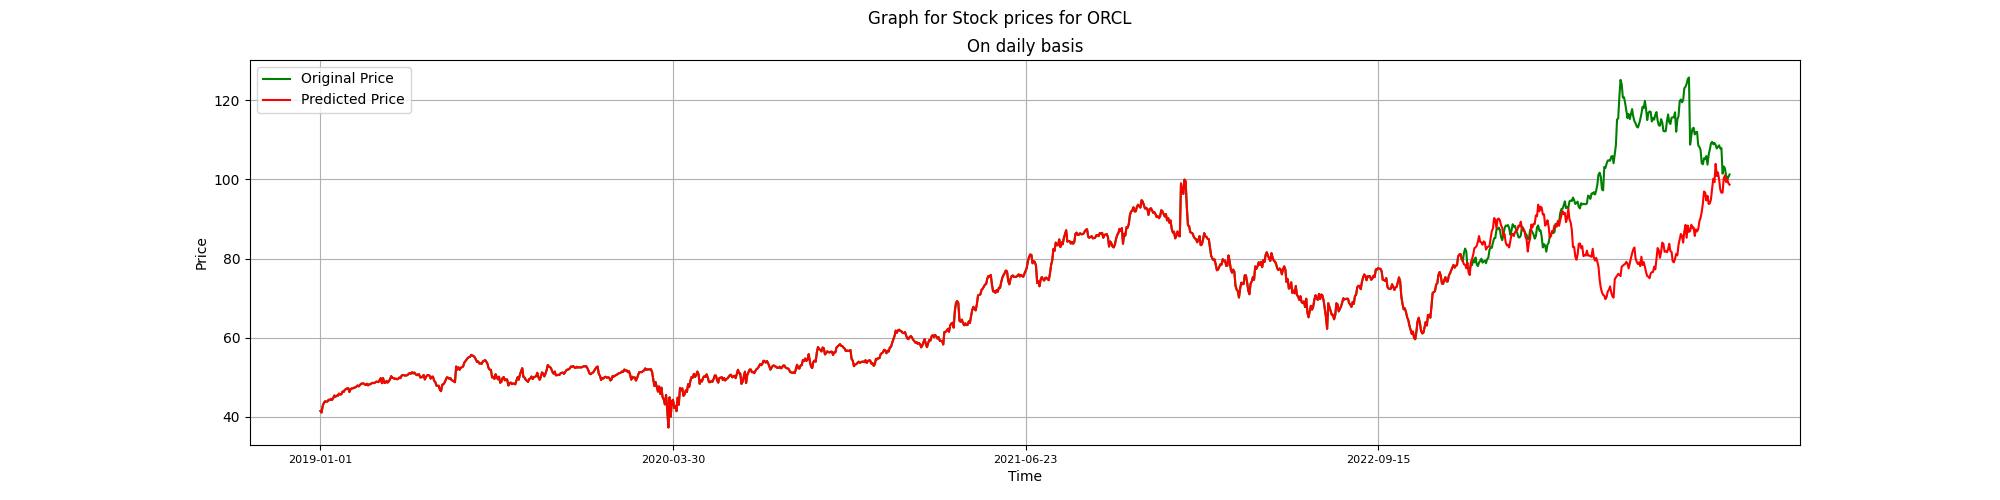 Graph for Stock prices for ORCL
On daily basis
Original Price
Predicted Price
Price
120
100
80
60
40
2019-01-01
2020-03-30
2021-06-23
2022-09-15
Time